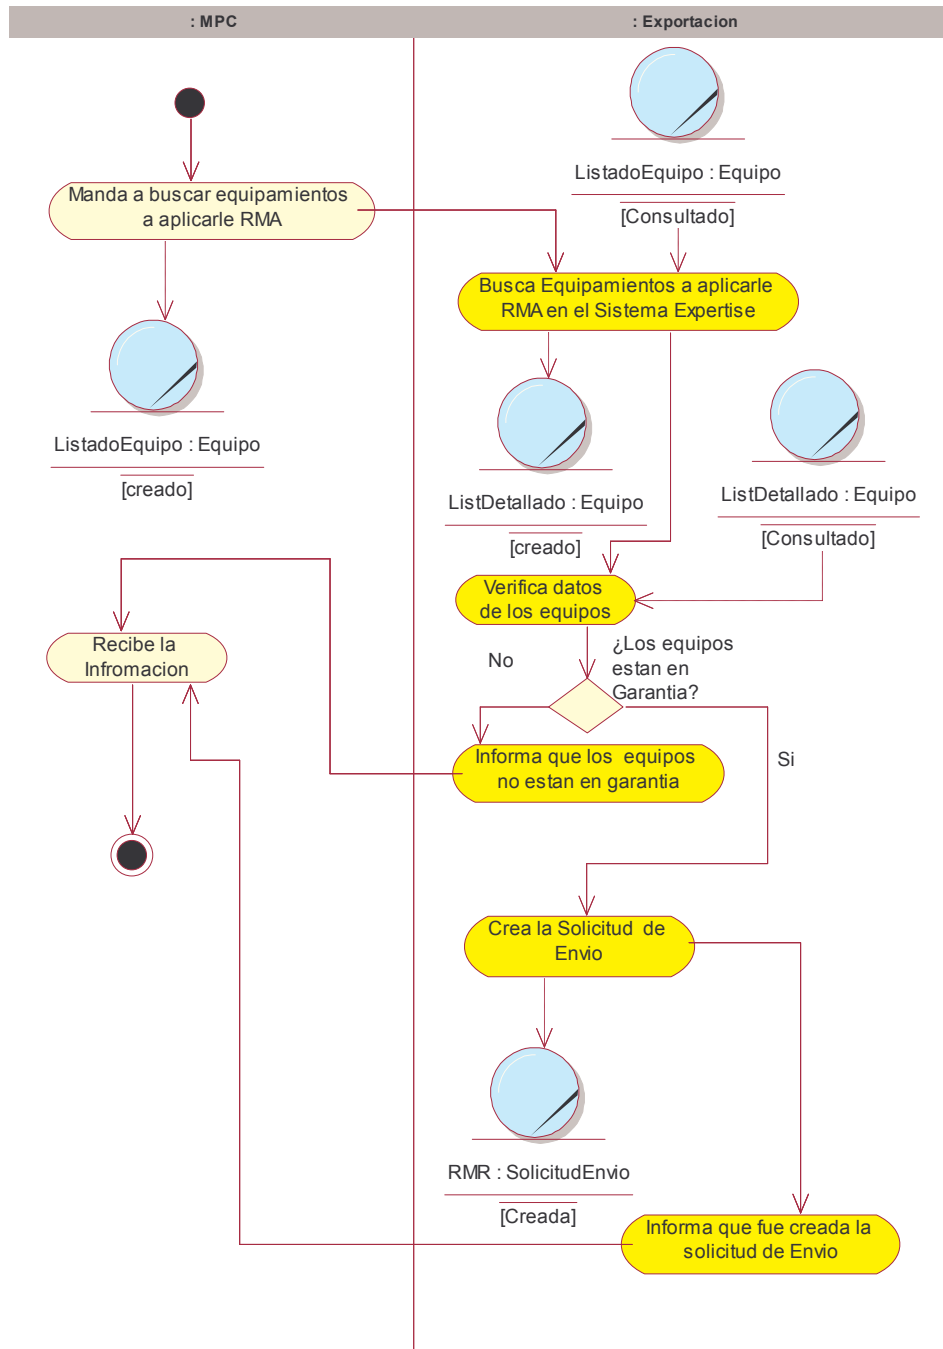 : MPC
: Exportacion
ListadoEquipo : Equipo
[Consultado]
Manda a buscar equipamientos
a aplicarle RMA
Busca Equipamientos a aplicarle
RMA en el Sistema Expertise
ListadoEquipo : Equipo
[creado]
ListDetallado : Equipo
[creado]
ListDetallado : Equipo
[Consultado]
Verifica datos
de los equipos
Recibe la
Infromacion
No
¿Los equipos
estan en
Garantia?
Si
Informa que los equipos
no estan en garantia
Crea la Solicitud de
Envio
RMR : SolicitudEnvio
[Creada]
Informa que fue creada la
solicitud de Envio